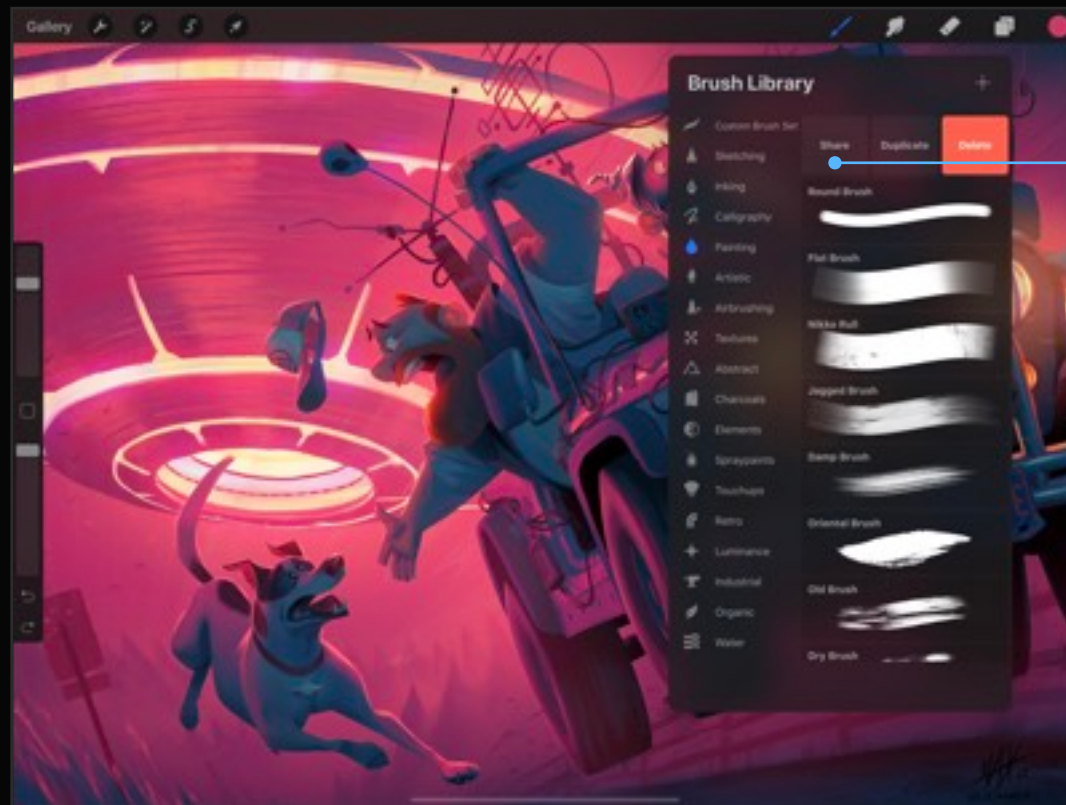 Gallery
Brush Library
Custom Brush Set
Sketching
Inking
Calligraphy
Painting
Artistic
Airbrushing
Textures
Abstract
Charcoals
Elements
Spraypaints
Touchups
Retro
Luminance
Industrial
Organic
Water
Share Duplicate Delete
Round Brush
Flat Brush
Nikko Rull
Jagged Brush
Damp Brush
Oriental Brush
Old Brush
Dry Brush